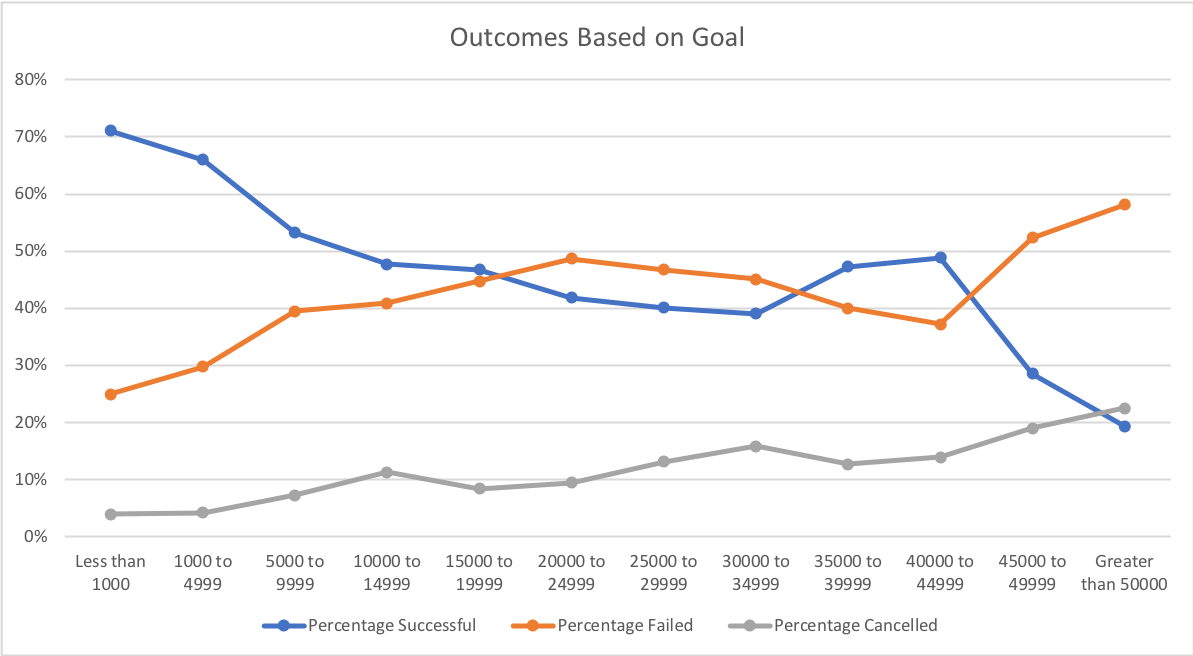 Outcomes Based on Goal
80%
70%
60%
50%
40%
30%
20%
10%
0%
Less than 1000 to 5000 to 10000 to 15000 to 20000 to 25000 to 30000 to 35000 to 40000 to 45000 to Greater
1000 4999 9999 14999 19999 24999 29999 34999 39999 44999 49999 than 50000
Percentage Successful Percentage Failed Percentage Cancelled